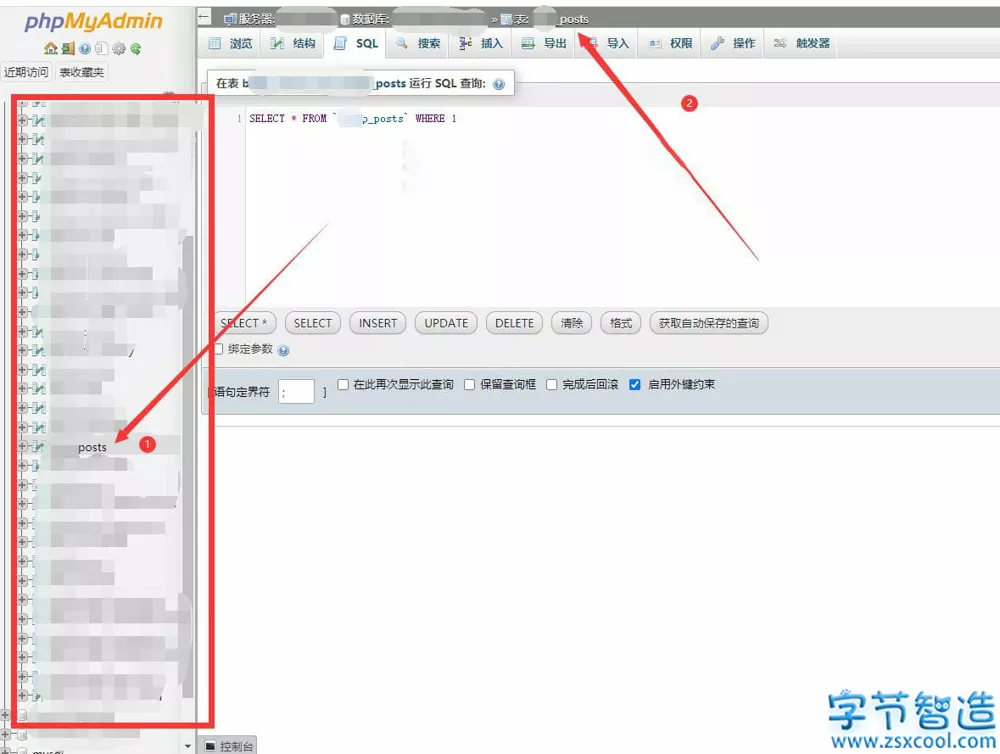 phpMyAdmin
服务器: 数据库: » 表: _posts
近期访问 表收藏夹
浏览 结构 SQL 搜索 插入 导出 导入 权限 操作 触发器
在表 b _posts 运行 SQL 查询:
1 SELECT * FROM ` p_posts` WHERE 1
2
SELECT * SELECT INSERT UPDATE DELETE 清除 格式 获取自动保存的查询
绑定参数
语句定界符 ; ] 在此再次显示此查询 保留查询框 完成后回滚 启用外键约束
posts 1
控制台
字节智造
www.zsxcool.com